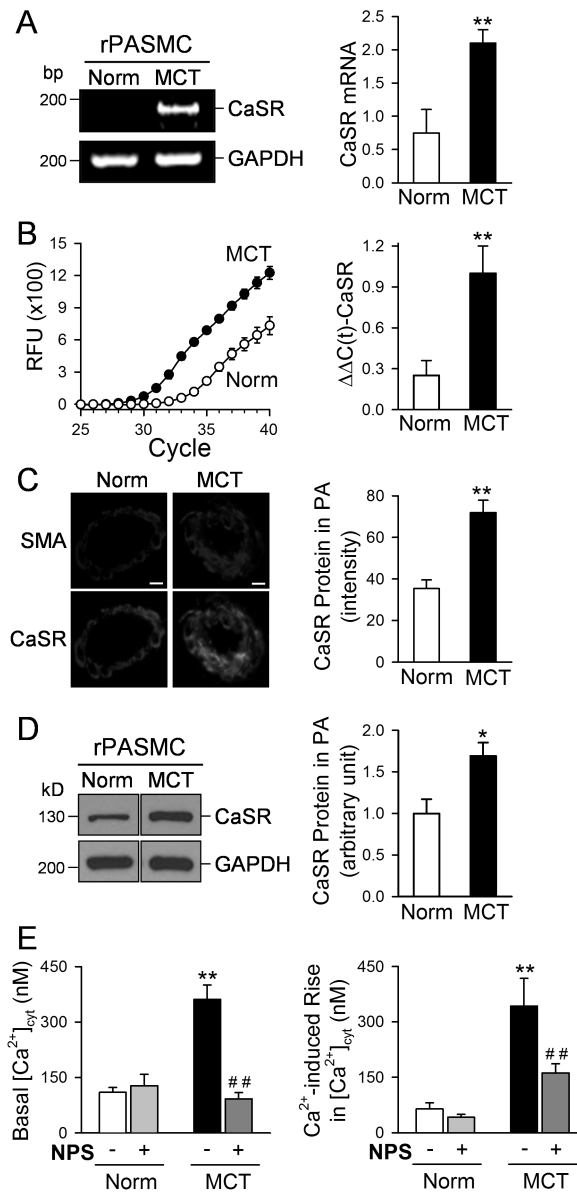 A
rPASMC
bp Norm MCT
200
CaSR
200
GAPDH
CaSR mRNA
2.5
2.0
1.5
1.0
0.5
0.0
**
Norm MCT
B
RFU (x100)
15
12
9
6
3
0
MCT
Norm
25 30 35 40
Cycle
ΔΔC(t)-CaSR
1.2
0.9
0.6
0.3
0.0
**
Norm MCT
C
Norm MCT
SMA
CaSR
CaSR Protein in PA
(intensity)
80
60
40
20
0
**
Norm MCT
D
rPASMC
kD Norm MCT
130
CaSR
200
GAPDH
CaSR Protein in PA
(arbitrary unit)
2.0
1.5
1.0
0.5
0.0
*
Norm MCT
E
Basal [Ca²⁺]cyt (nM)
450
300
150
0
**
##
NPS - + - +
Norm MCT
Ca²⁺-induced Rise
in [Ca²⁺]cyt (nM)
450
300
150
0
**
##
NPS - + - +
Norm MCT